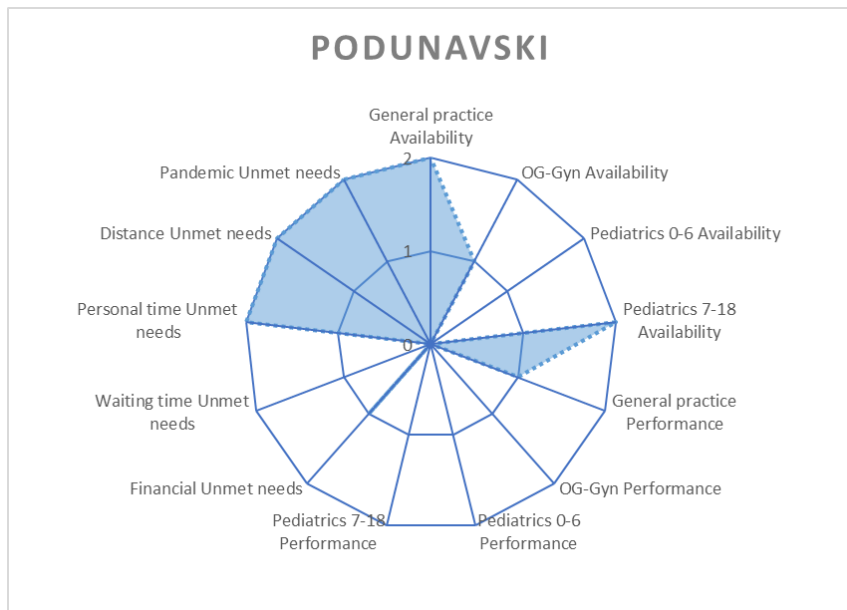 PODUNAVSKI
General practice
Availability
OG-Gyn Availability
Pediatrics 0-6 Availability
Pediatrics 7-18
Availability
General practice
Performance
OG-Gyn Performance
Pediatrics 0-6
Performance
Pediatrics 7-18
Performance
Financial Unmet needs
Waiting time Unmet
needs
Personal time Unmet
needs
Distance Unmet needs
Pandemic Unmet needs
2
1
0